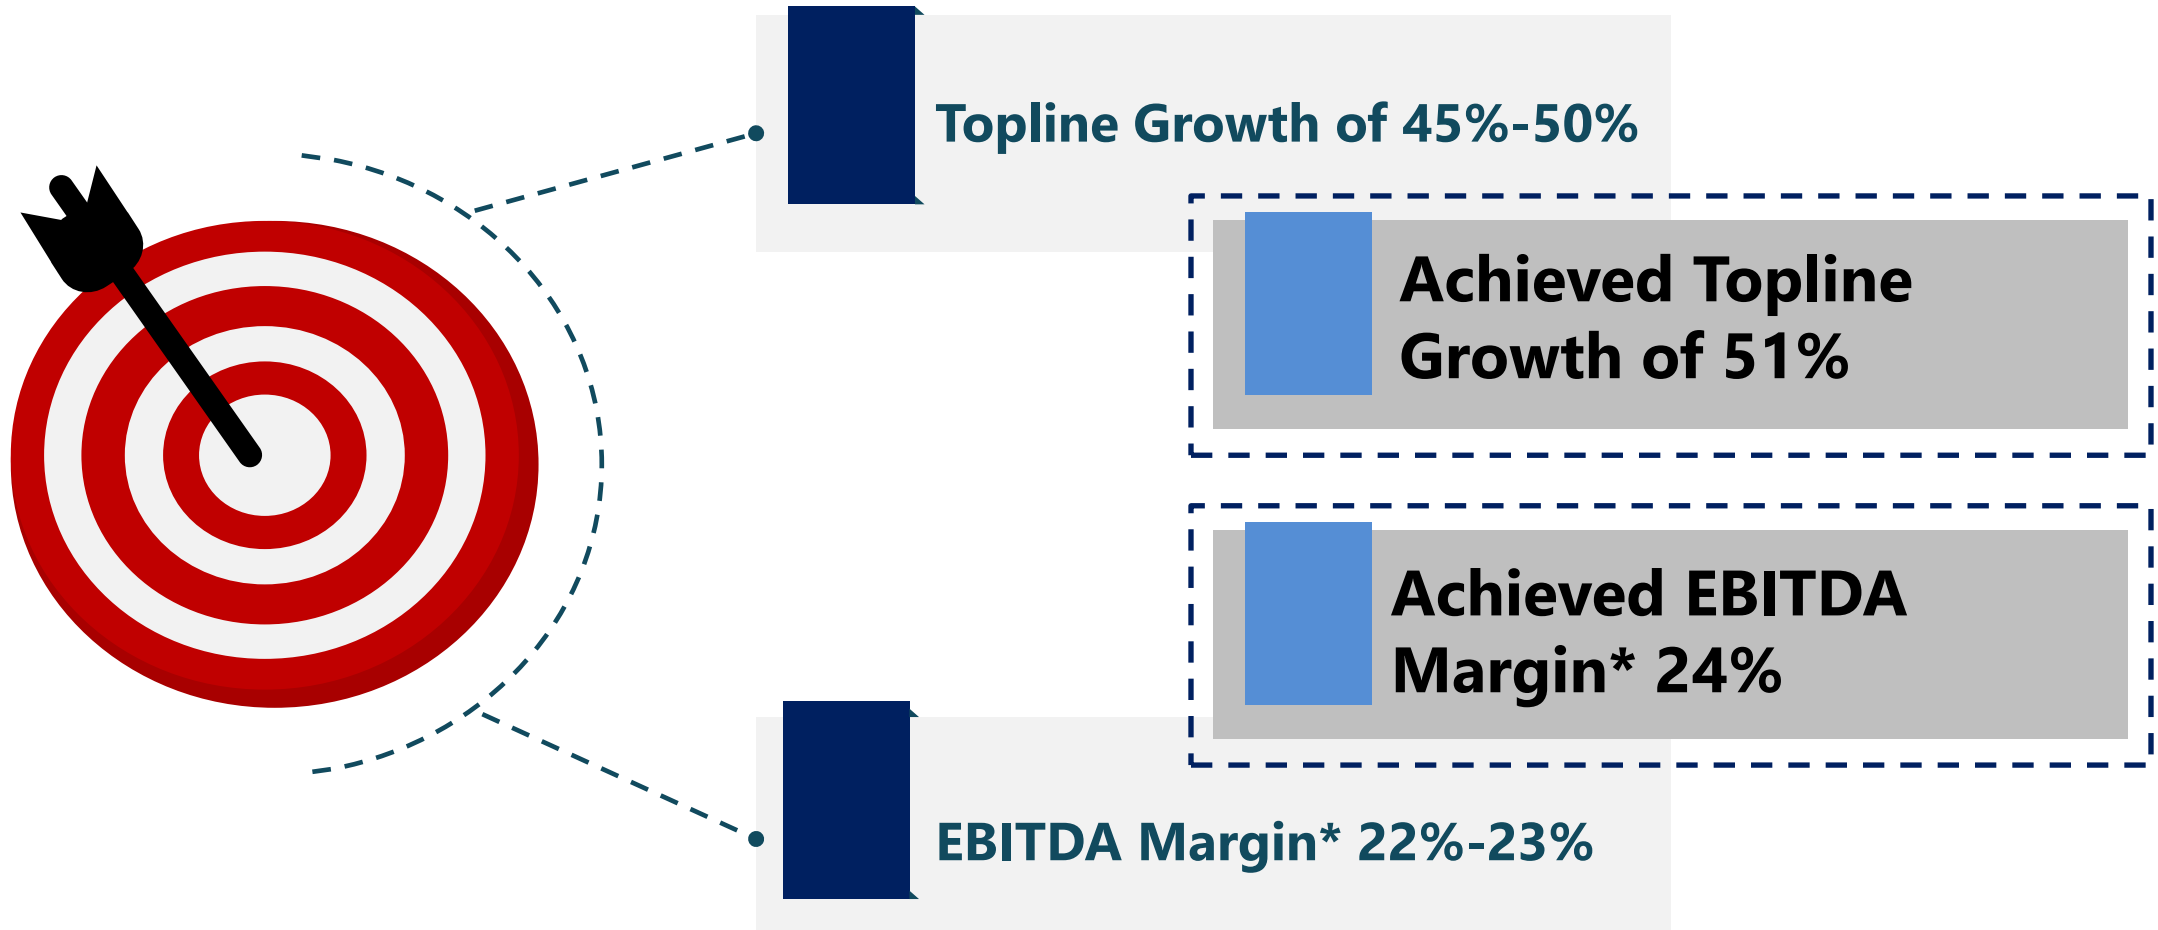 Topline Growth of 45%-50%
Achieved Topline
Growth of 51%
Achieved EBITDA
Margin* 24%
EBITDA Margin* 22%-23%